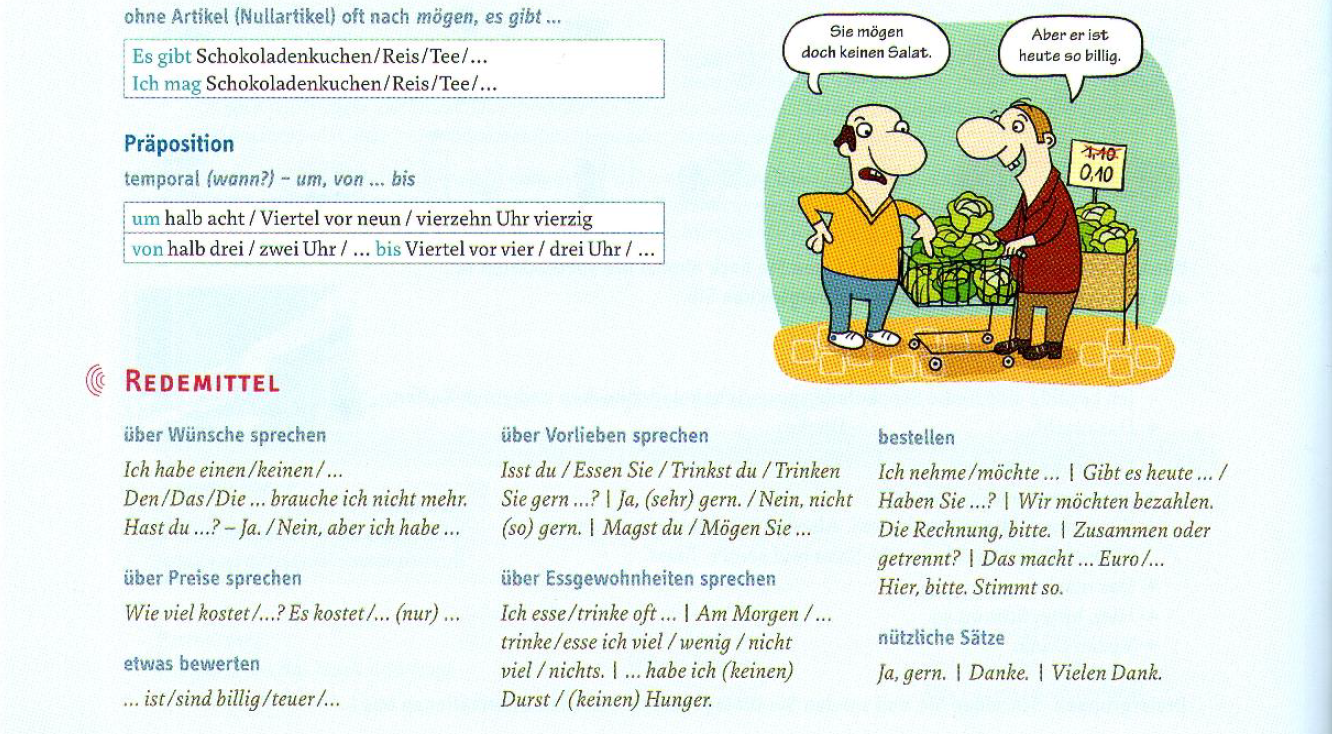 ohne Artikel (Nullartikel) oft nach mögen, es gibt ...
Es gibt Schokoladenkuchen/Reis/Tee/...
Ich mag Schokoladenkuchen/Reis/Tee/...
Präposition
temporal (wann?) – um, von ... bis
um halb acht / Viertel vor neun / vierzehn Uhr vierzig
von halb drei / zwei Uhr / ... bis Viertel vor vier / drei Uhr / ...
Sie mögen
doch keinen Salat.
Aber er ist
heute so billig.
1,10
0,10
REDEMITTEL
über Wünsche sprechen
Ich habe einen/keinen/...
Den/Das/Die ... brauche ich nicht mehr.
Hast du ...? – Ja. / Nein, aber ich habe ...
über Preise sprechen
Wie viel kostet/...? Es kostet/... (nur) ...
etwas bewerten
... ist/sind billig/teuer/...
über Vorlieben sprechen
Isst du / Essen Sie / Trinkst du / Trinken
Sie gern ...? | Ja, (sehr) gern. / Nein, nicht
(so) gern. | Magst du / Mögen Sie ...
über Essgewohnheiten sprechen
Ich esse/trinke oft ... | Am Morgen / ...
trinke/esse ich viel / wenig / nicht
viel / nichts. | ... habe ich (keinen)
Durst / (keinen) Hunger.
bestellen
Ich nehme/möchte ... | Gibt es heute ... /
Haben Sie ...? | Wir möchten bezahlen.
Die Rechnung, bitte. | Zusammen oder
getrennt? | Das macht ... Euro/...
Hier, bitte. Stimmt so.
nützliche Sätze
Ja, gern. | Danke. | Vielen Dank.